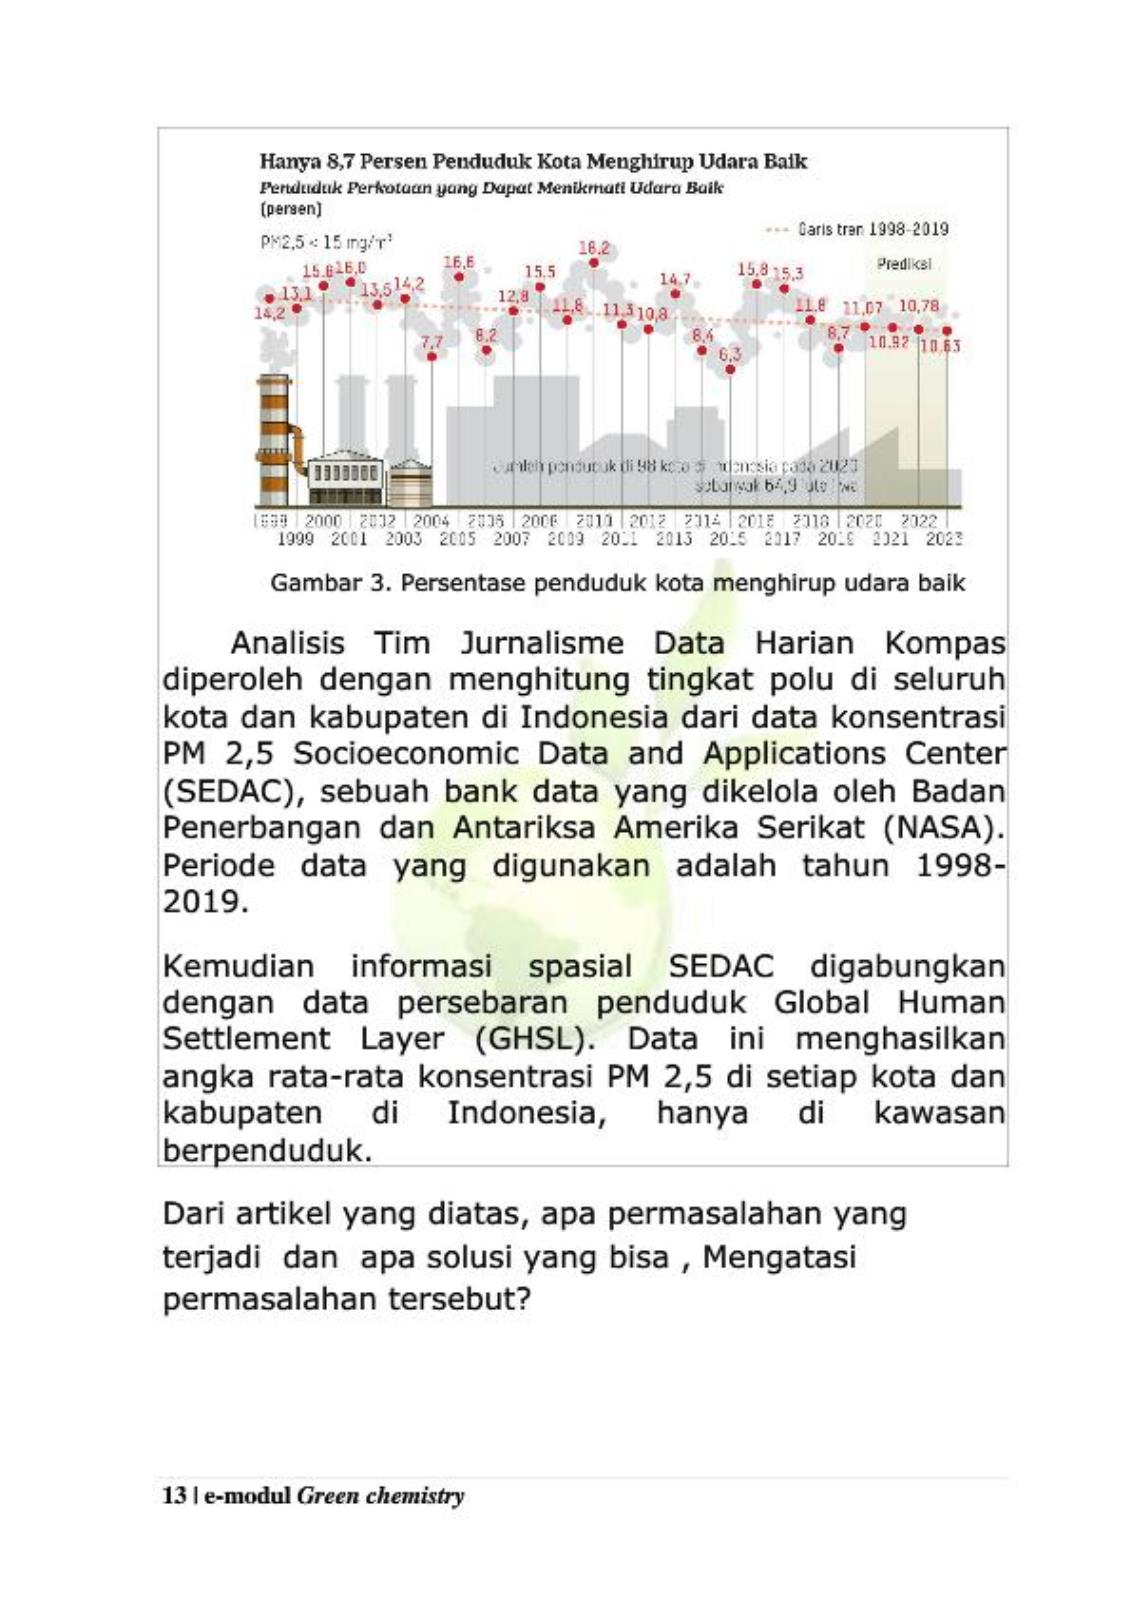 Hanya 8,7 Persen Penduduk Kota Menghirup Udara Baik
Penduduk Perkotaan yang Dapat Menikmati Udara Baik
(persen)
PM2,5 < 15 mg/m³
Garis tren 1998-2019
Prediksi
14,2
13,1
15,6
16,0
13,5
14,2
7,7
16,6
8,2
12,8
15,5
11,8
18,2
11,3
10,8
14,7
8,4
6,3
15,8
15,3
11,8
8,7
11,07
10.92
10,78
10,63
Jumlah penduduk di 98 kota di Indonesia pada 2020
sebanyak 64,9 juta jiwa
1998 2000 2002 2004 2006 2008 2010 2012 2014 2016 2018 2020 2022
1999 2001 2003 2005 2007 2009 2011 2013 2015 2017 2019 2021 2023
Gambar 3. Persentase penduduk kota menghirup udara baik
Analisis Tim Jurnalisme Data Harian Kompas
diperoleh dengan menghitung tingkat polu di seluruh
kota dan kabupaten di Indonesia dari data konsentrasi
PM 2,5 Socioeconomic Data and Applications Center
(SEDAC), sebuah bank data yang dikelola oleh Badan
Penerbangan dan Antariksa Amerika Serikat (NASA).
Periode data yang digunakan adalah tahun 1998-
2019.
Kemudian informasi spasial SEDAC digabungkan
dengan data persebaran penduduk Global Human
Settlement Layer (GHSL). Data ini menghasilkan
angka rata-rata konsentrasi PM 2,5 di setiap kota dan
kabupaten di Indonesia, hanya di kawasan
berpenduduk.
Dari artikel yang diatas, apa permasalahan yang
terjadi dan apa solusi yang bisa , Mengatasi
permasalahan tersebut?
13 | e-modul Green chemistry